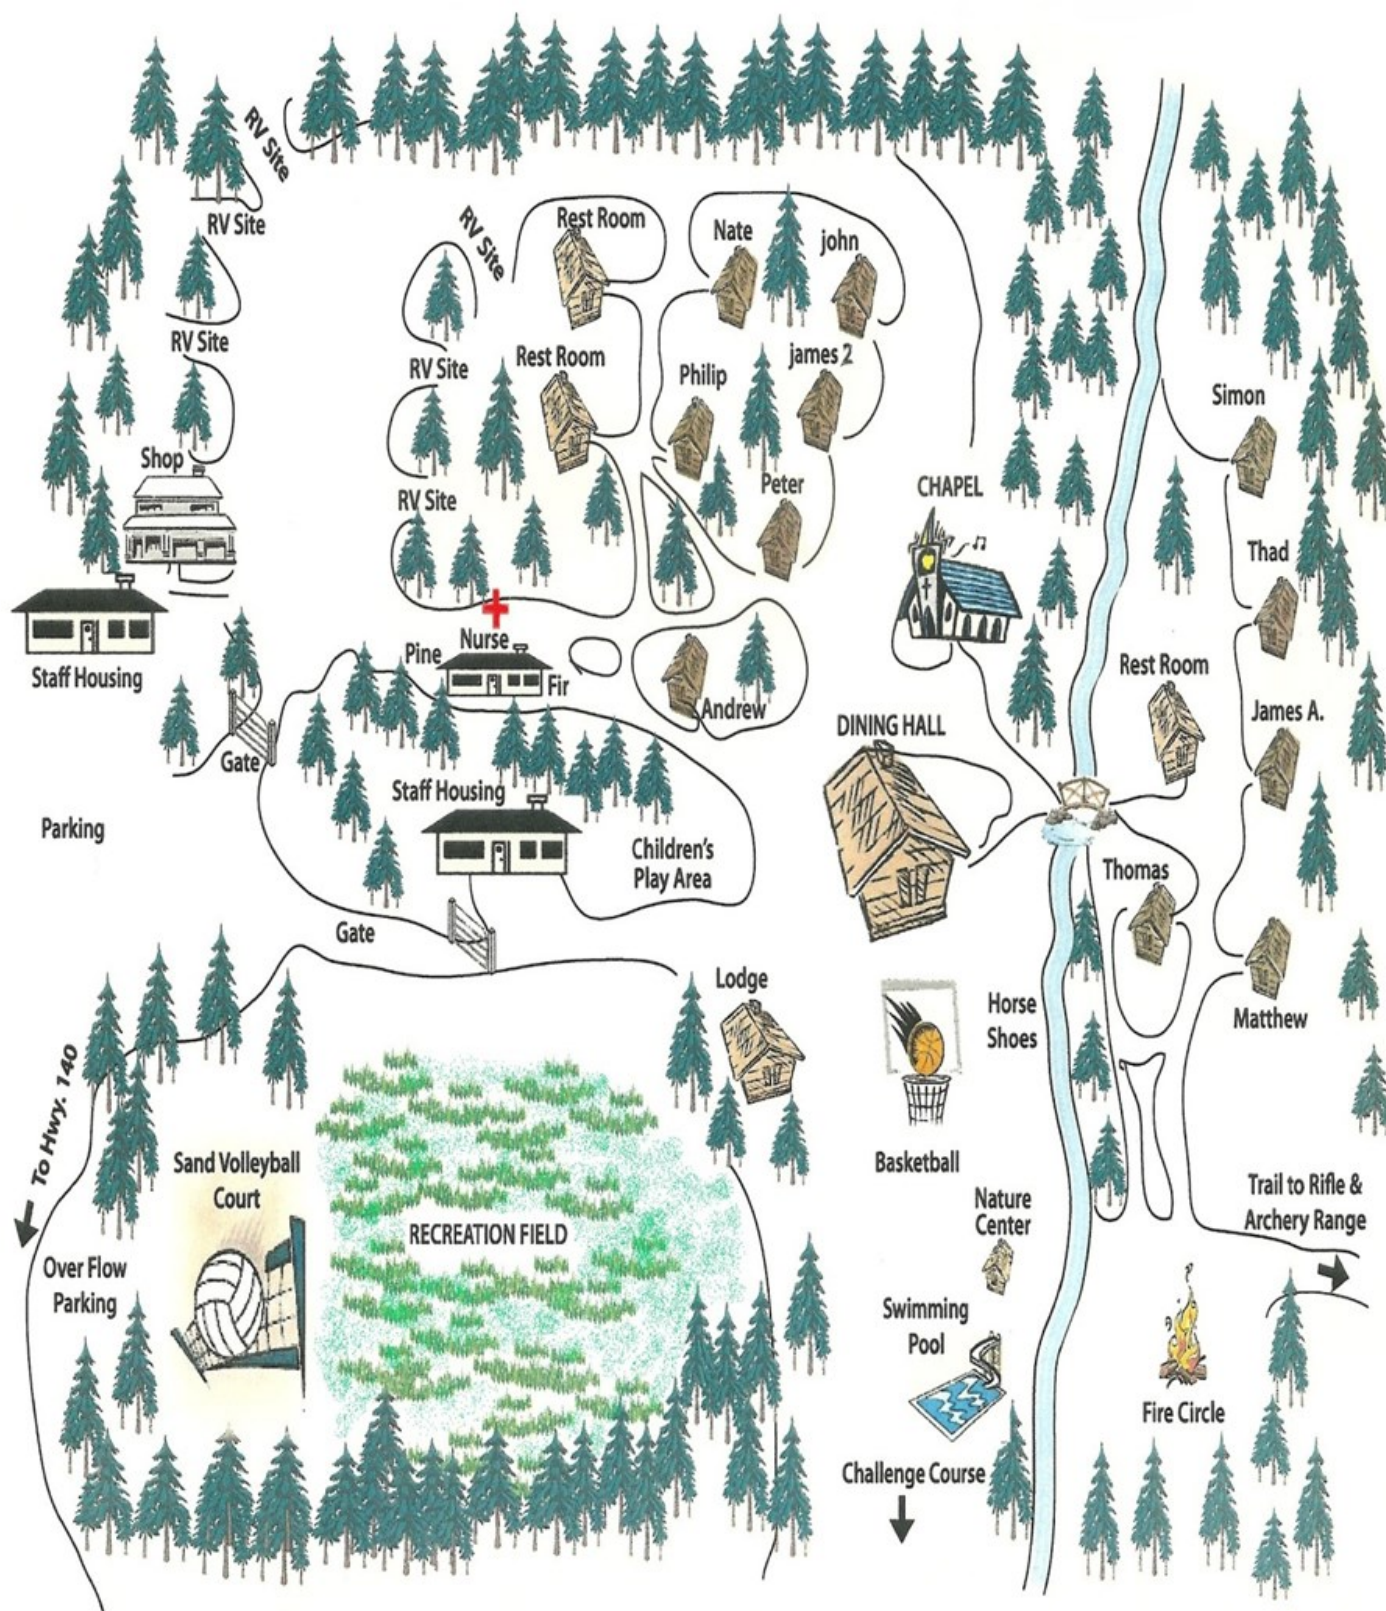 RV Site
RV Site
RV Site
Rest Room
Nate
john
RV Site
RV Site
Rest Room
Philip
james 2
Simon
Shop
RV Site
Peter
CHAPEL
Thad
Staff Housing
Pine
Nurse
Fir
Andrew
Rest Room
James A.
DINING HALL
Gate
Staff Housing
Parking
Children's
Play Area
Thomas
Gate
Lodge
Horse
Shoes
Matthew
To Hwy. 140
Sand Volleyball
Court
Basketball
Nature
Center
Trail to Rifle &
Archery Range
RECREATION FIELD
Over Flow
Parking
Swimming
Pool
Fire Circle
Challenge Course